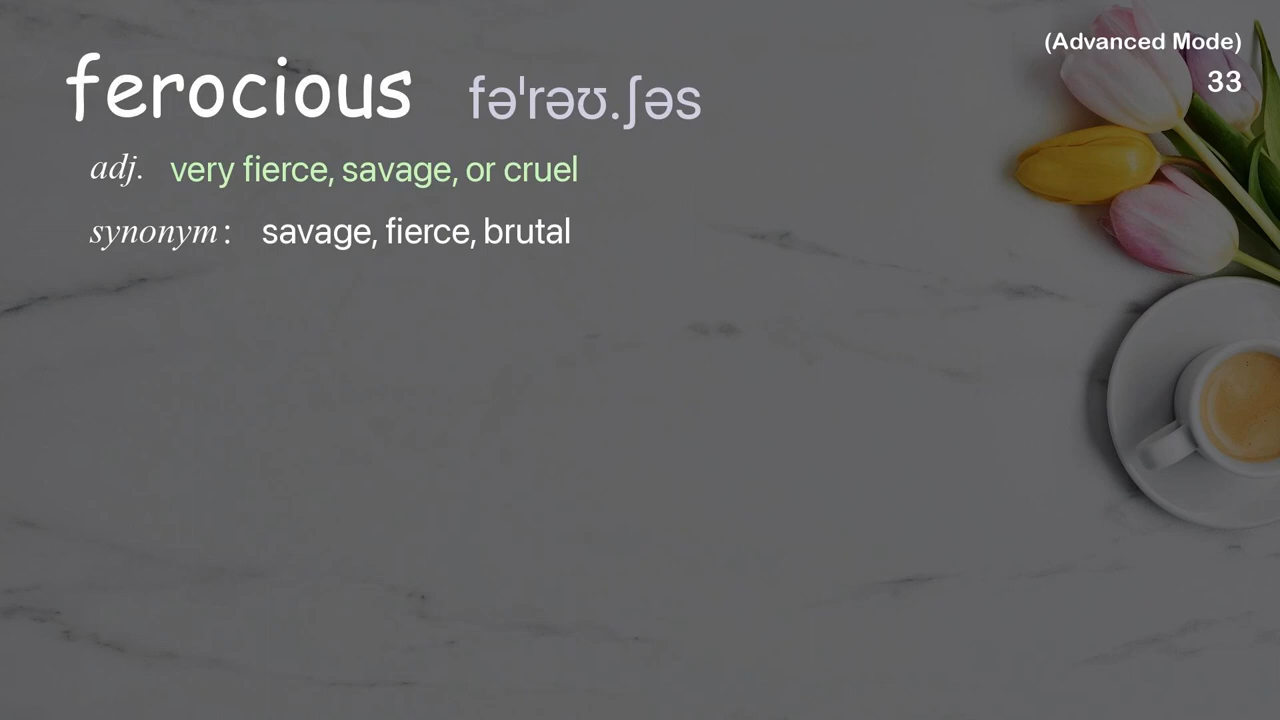 (Advanced Mode)
33
ferocious fəˈrəʊ.ʃəs
adj. very fierce, savage, or cruel
synonym: savage, fierce, brutal